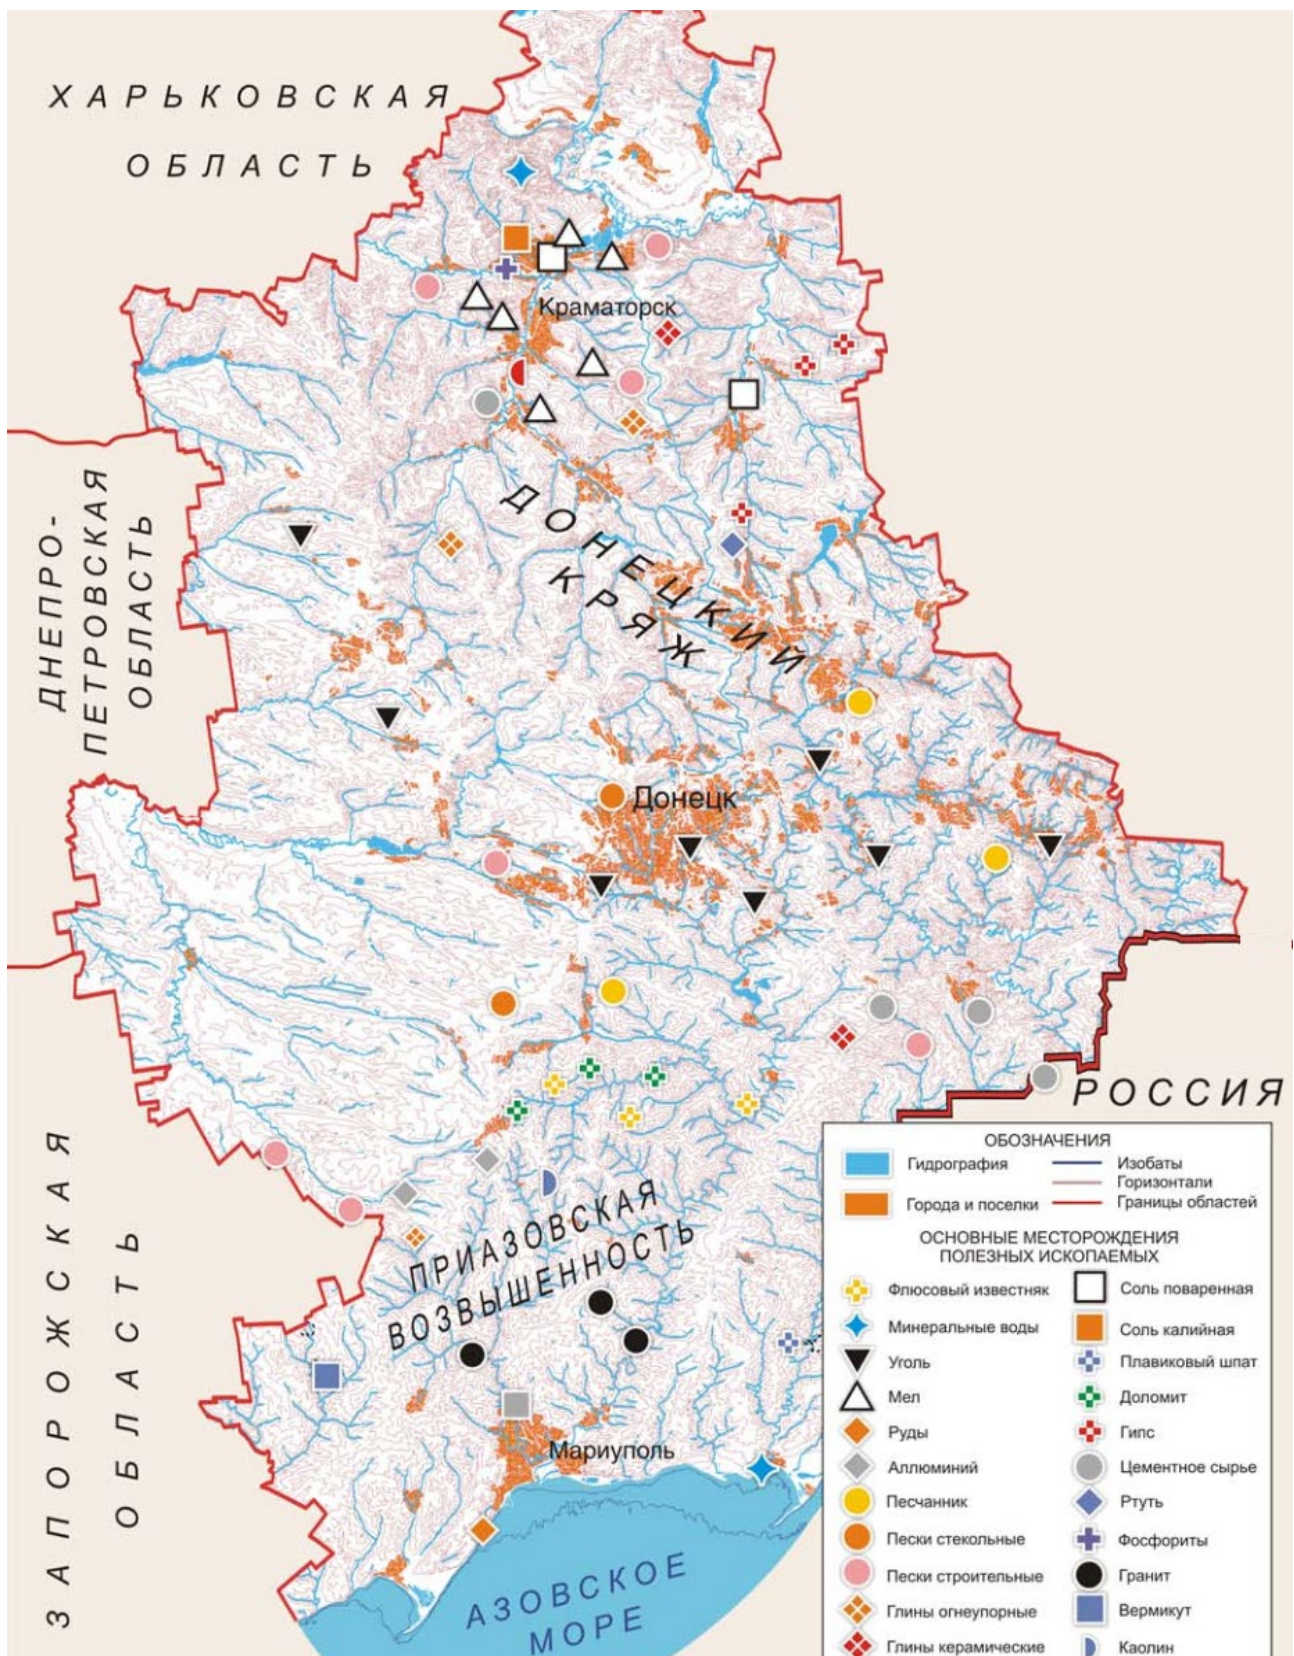 ХАРЬКОВСКАЯ
ОБЛАСТЬ
Краматорск
ДНЕПРО-
ПЕТРОВСКАЯ
ОБЛАСТЬ
ДОНЕЦКИЙ
КРЯЖ
Донецк
РОССИЯ
ЗАПОРОЖСКАЯ
ОБЛАСТЬ
ПРИАЗОВСКАЯ
ВОЗВЫШЕННОСТЬ
Мариуполь
АЗОВСКОЕ
МОРЕ
ОБОЗНАЧЕНИЯ
Гидрография
Изобаты
Горизонтали
Города и поселки
Границы областей
ОСНОВНЫЕ МЕСТОРОЖДЕНИЯ
ПОЛЕЗНЫХ ИСКОПАЕМЫХ
Флюсовый известняк
Соль поваренная
Минеральные воды
Соль калийная
Уголь
Плавиковый шпат
Мел
Доломит
Руды
Гипс
Аллюминий
Цементное сырье
Песчанник
Ртуть
Пески стекольные
Фосфориты
Пески строительные
Гранит
Глины огнеупорные
Вермикут
Глины керамические
Каолин